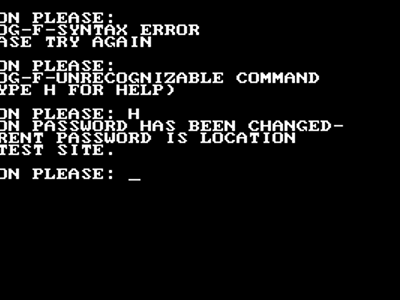 ON PLEASE:
OG-F-SYNTAX ERROR
ASE TRY AGAIN
ON PLEASE:
OG-F-UNRECOGNIZABLE COMMAND
YPE H FOR HELP)
ON PLEASE: H
ON PASSWORD HAS BEEN CHANGED-
RENT PASSWORD IS LOCATION
TEST SITE.
ON PLEASE: _